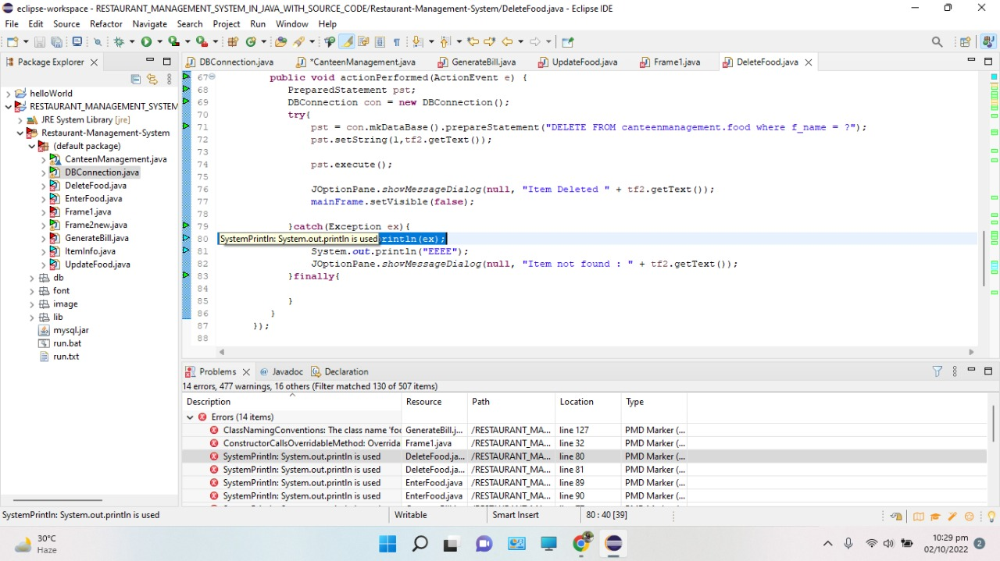 eclipse-workspace - RESTAURANT_MANAGEMENT_SYSTEM_IN_JAVA_WITH_SOURCE_CODE/Restaurant-Management-System/DeleteFood.java - Eclipse IDE
File Edit Source Refactor Navigate Search Project Run Window Help
Package Explorer
helloWorld
RESTAURANT_MANAGEMENT_SYSTEM
JRE System Library [jre]
Restaurant-Management-System
(default package)
CanteenManagement.java
DBConnection.java
DeleteFood.java
EnterFood.java
Frame1.java
Frame2new.java
GenerateBill.java
ItemInfo.java
UpdateFood.java
db
font
image
lib
mysql.jar
run.bat
run.txt
DBConnection.java *CanteenManagement.java GenerateBill.java UpdateFood.java Frame1.java DeleteFood.java
67 public void actionPerformed(ActionEvent e) {
68 PreparedStatement pst;
69 DBConnection con = new DBConnection();
70 try{
71 pst = con.mkDataBase().prepareStatement("DELETE FROM canteenmanagement.food where f_name = ?");
72 pst.setString(1,tf2.getText());
73
74 pst.execute();
75
76 JOptionPane.showMessageDialog(null, "Item Deleted " + tf2.getText());
77 mainFrame.setVisible(false);
78
79 }catch(Exception ex){
80 SystemPrintln: System.out.println is used rintln(ex);
81 System.out.println("EEEE");
82 JOptionPane.showMessageDialog(null, "Item not found : " + tf2.getText());
83 }finally{
84
85 }
86 }
87 });
88
Problems Javadoc Declaration
14 errors, 477 warnings, 16 others (Filter matched 130 of 507 items)
Description Resource Path Location Type
Errors (14 items)
ClassNamingConventions: The class name 'foo GenerateBill.j... /RESTAURANT_MA... line 127 PMD Marker (...
ConstructorCallsOverridableMethod: Overrida Frame1.java /RESTAURANT_MA... line 32 PMD Marker (...
SystemPrintln: System.out.println is used DeleteFood.ja... /RESTAURANT_MA... line 80 PMD Marker (...
SystemPrintln: System.out.println is used DeleteFood.ja... /RESTAURANT_MA... line 81 PMD Marker (...
SystemPrintln: System.out.println is used EnterFood.java /RESTAURANT_MA... line 89 PMD Marker (...
SystemPrintln: System.out.println is used EnterFood.java /RESTAURANT_MA... line 90 PMD Marker (...
SystemPrintln: System.out.println is used Writable Smart Insert 80 : 40 [39]
30°C
Haze
10:29 pm
02/10/2022
2